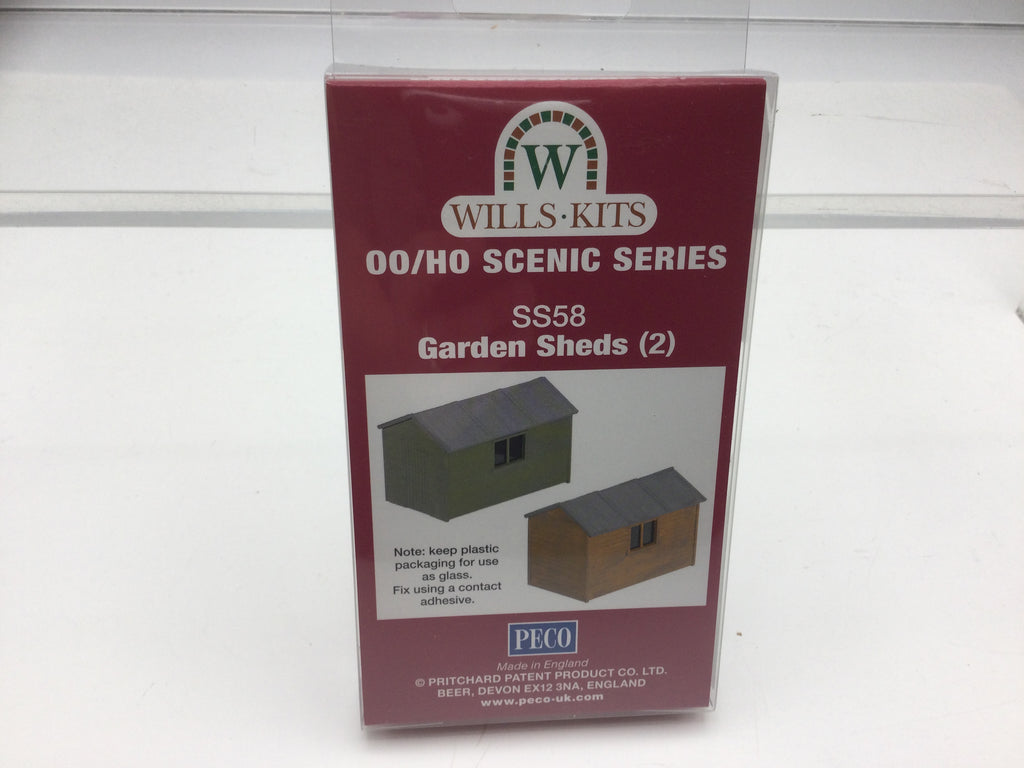 W
WILLS·KITS
OO/HO SCENIC SERIES
SS58
Garden Sheds (2)
Note: keep plastic
packaging for use
as glass.
Fix using a contact
adhesive.
PECO
Made in England
© PRITCHARD PATENT PRODUCT CO. LTD.
BEER, DEVON EX12 3NA, ENGLAND
www.peco-uk.com